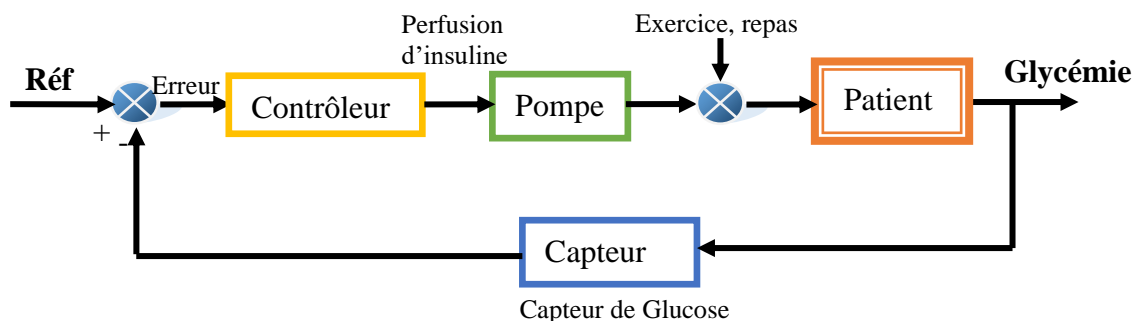 Perfusion
d’insuline
Exercice, repas
Réf
Erreur
Contrôleur
Pompe
Patient
Glycémie
+
-
Capteur
Capteur de Glucose